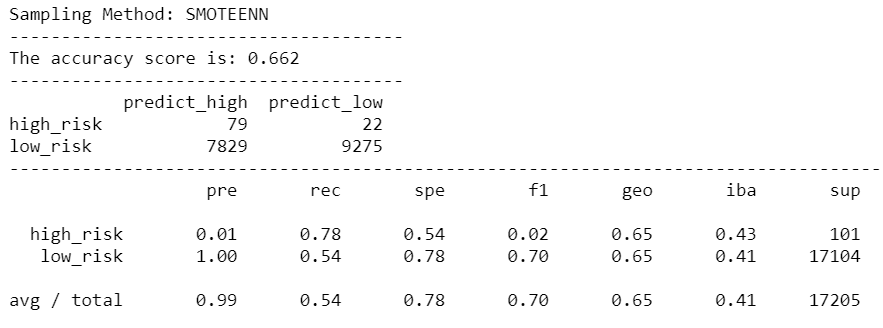 Sampling Method: SMOTEENN
--------------------------------------
The accuracy score is: 0.662
--------------------------------------
predict_high predict_low
high_risk 79 22
low_risk 7829 9275
------------------------------------------------------------------------------------
pre rec spe f1 geo iba sup
high_risk 0.01 0.78 0.54 0.02 0.65 0.43 101
low_risk 1.00 0.54 0.78 0.70 0.65 0.41 17104
avg / total 0.99 0.54 0.78 0.70 0.65 0.41 17205